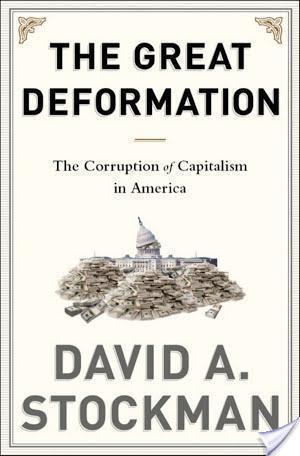 THE GREAT
DEFORMATION
The Corruption of Capitalism
in America
DAVID A.
STOCKMAN